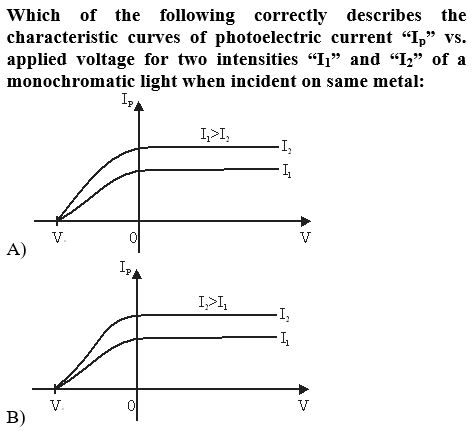 Which of the following correctly describes the
characteristic curves of photoelectric current “Iₚ” vs.
applied voltage for two intensities “I₁” and “I₂” of a
monochromatic light when incident on same metal:
Iₚ
I₁>I₂
I₂
I₁
V. 0 V
A)
Iₚ
I₂>I₁
I₂
I₁
V. 0 V
B)